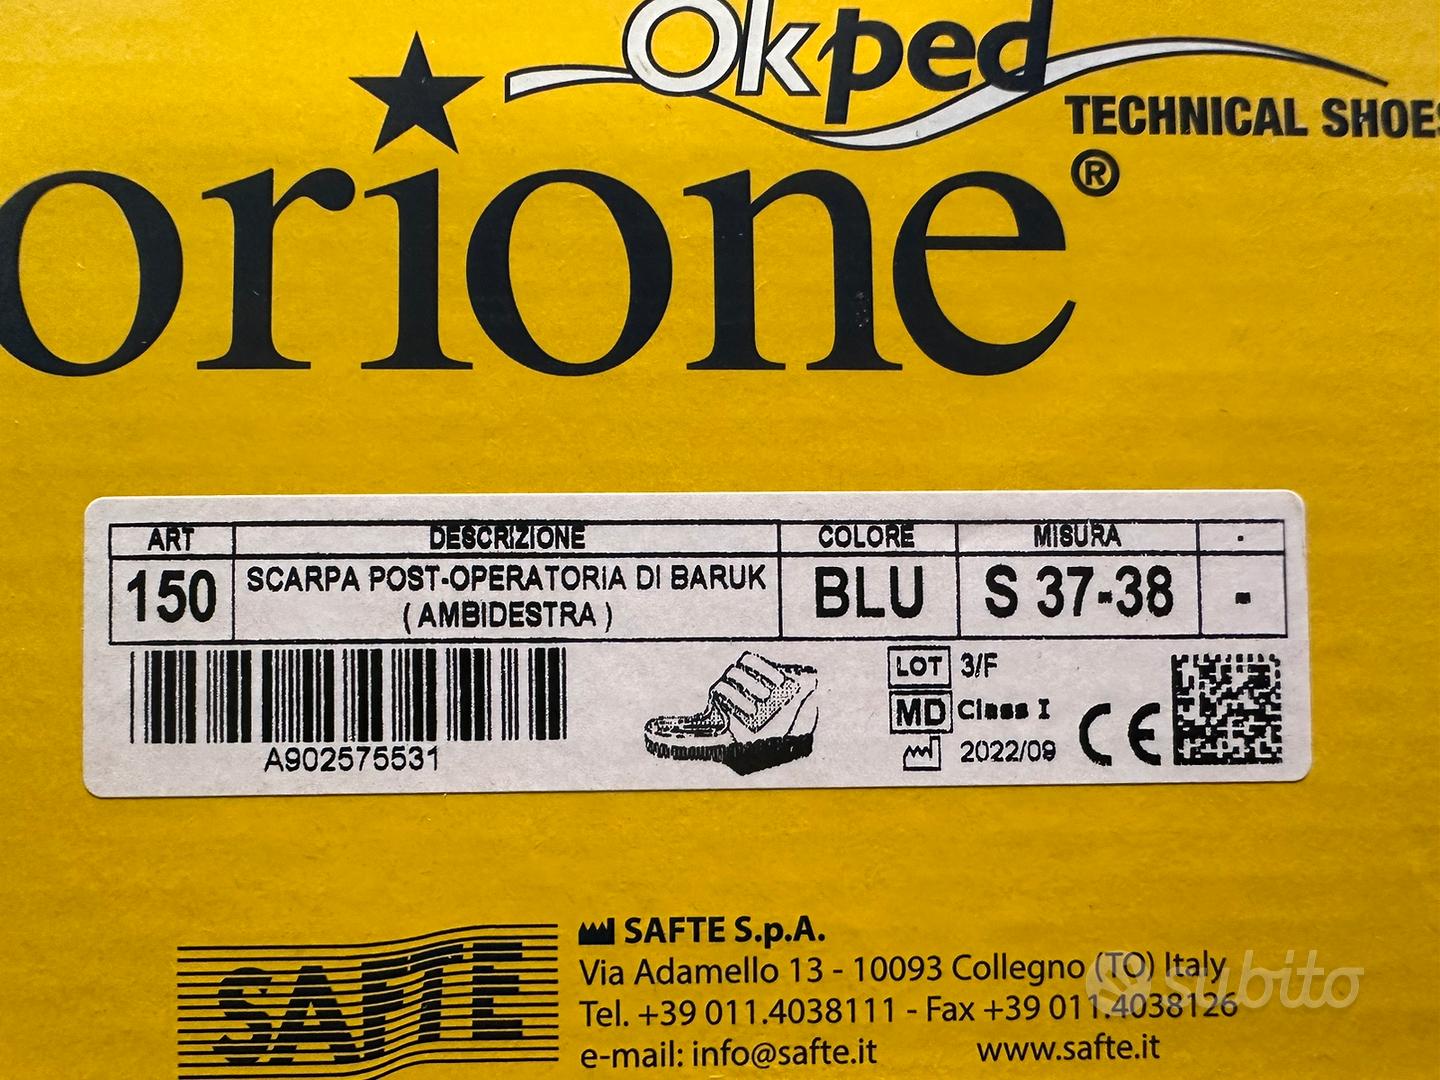 Okped
TECHNICAL SHOES
orione®
ART DESCRIZIONE COLORE MISURA .
150 SCARPA POST-OPERATORIA DI BARUK BLU S 37-38 -
( AMBIDESTRA )
LOT 3/F
MD Class I
2022/09
CE
A902575531
SAFTE
SAFTE S.p.A.
Via Adamello 13 - 10093 Collegno (TO) Italy
Tel. +39 011.4038111 - Fax +39 011.4038126
e-mail: info@safte.it www.safte.it
subito